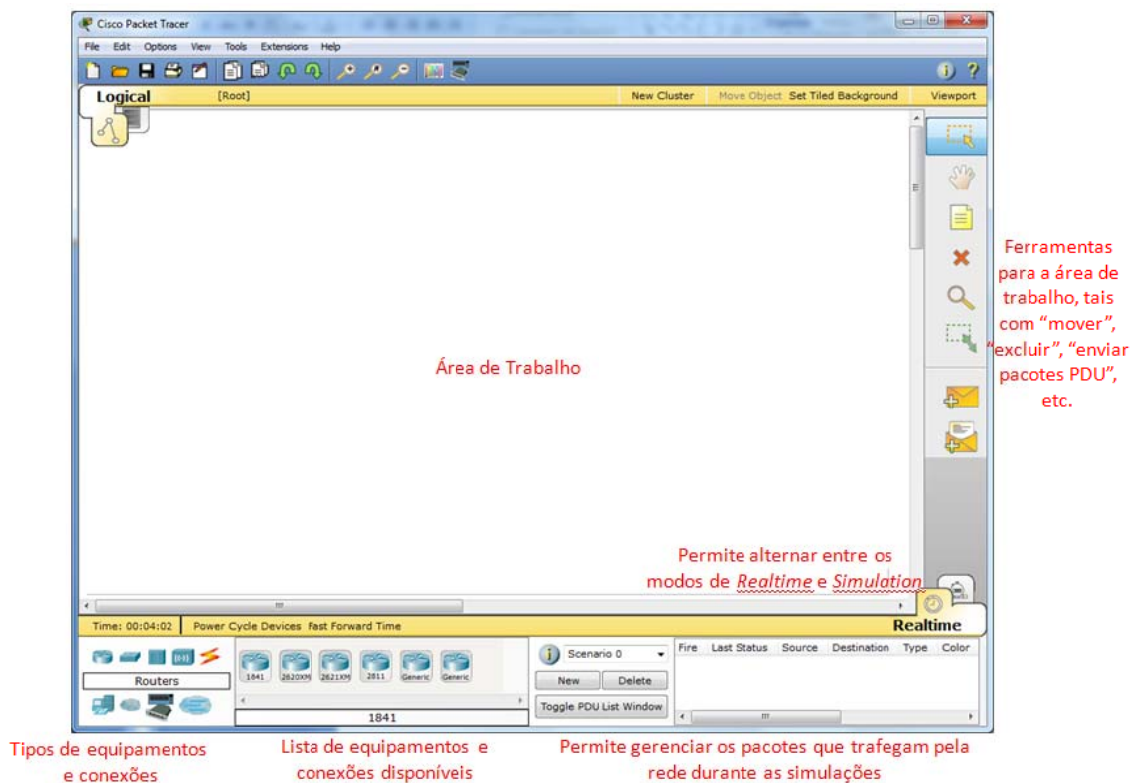 Cisco Packet Tracer
File Edit Options View Tools Extensions Help
Logical [Root] New Cluster Move Object Set Tiled Background Viewport
Ferramentas
para a área de
trabalho, tais
com “mover”,
“excluir”, “enviar
pacotes PDU”,
etc.
Área de Trabalho
Permite alternar entre os
modos de Realtime e Simulation
Time: 00:04:02 Power Cycle Devices Fast Forward Time Realtime
Routers
1841 2620XM 2621XM 2811 Generic Generic
1841
Scenario 0
New Delete
Toggle PDU List Window
Fire Last Status Source Destination Type Color
Tipos de equipamentos
e conexões
Lista de equipamentos e
conexões disponíveis
Permite gerenciar os pacotes que trafegam pela
rede durante as simulações